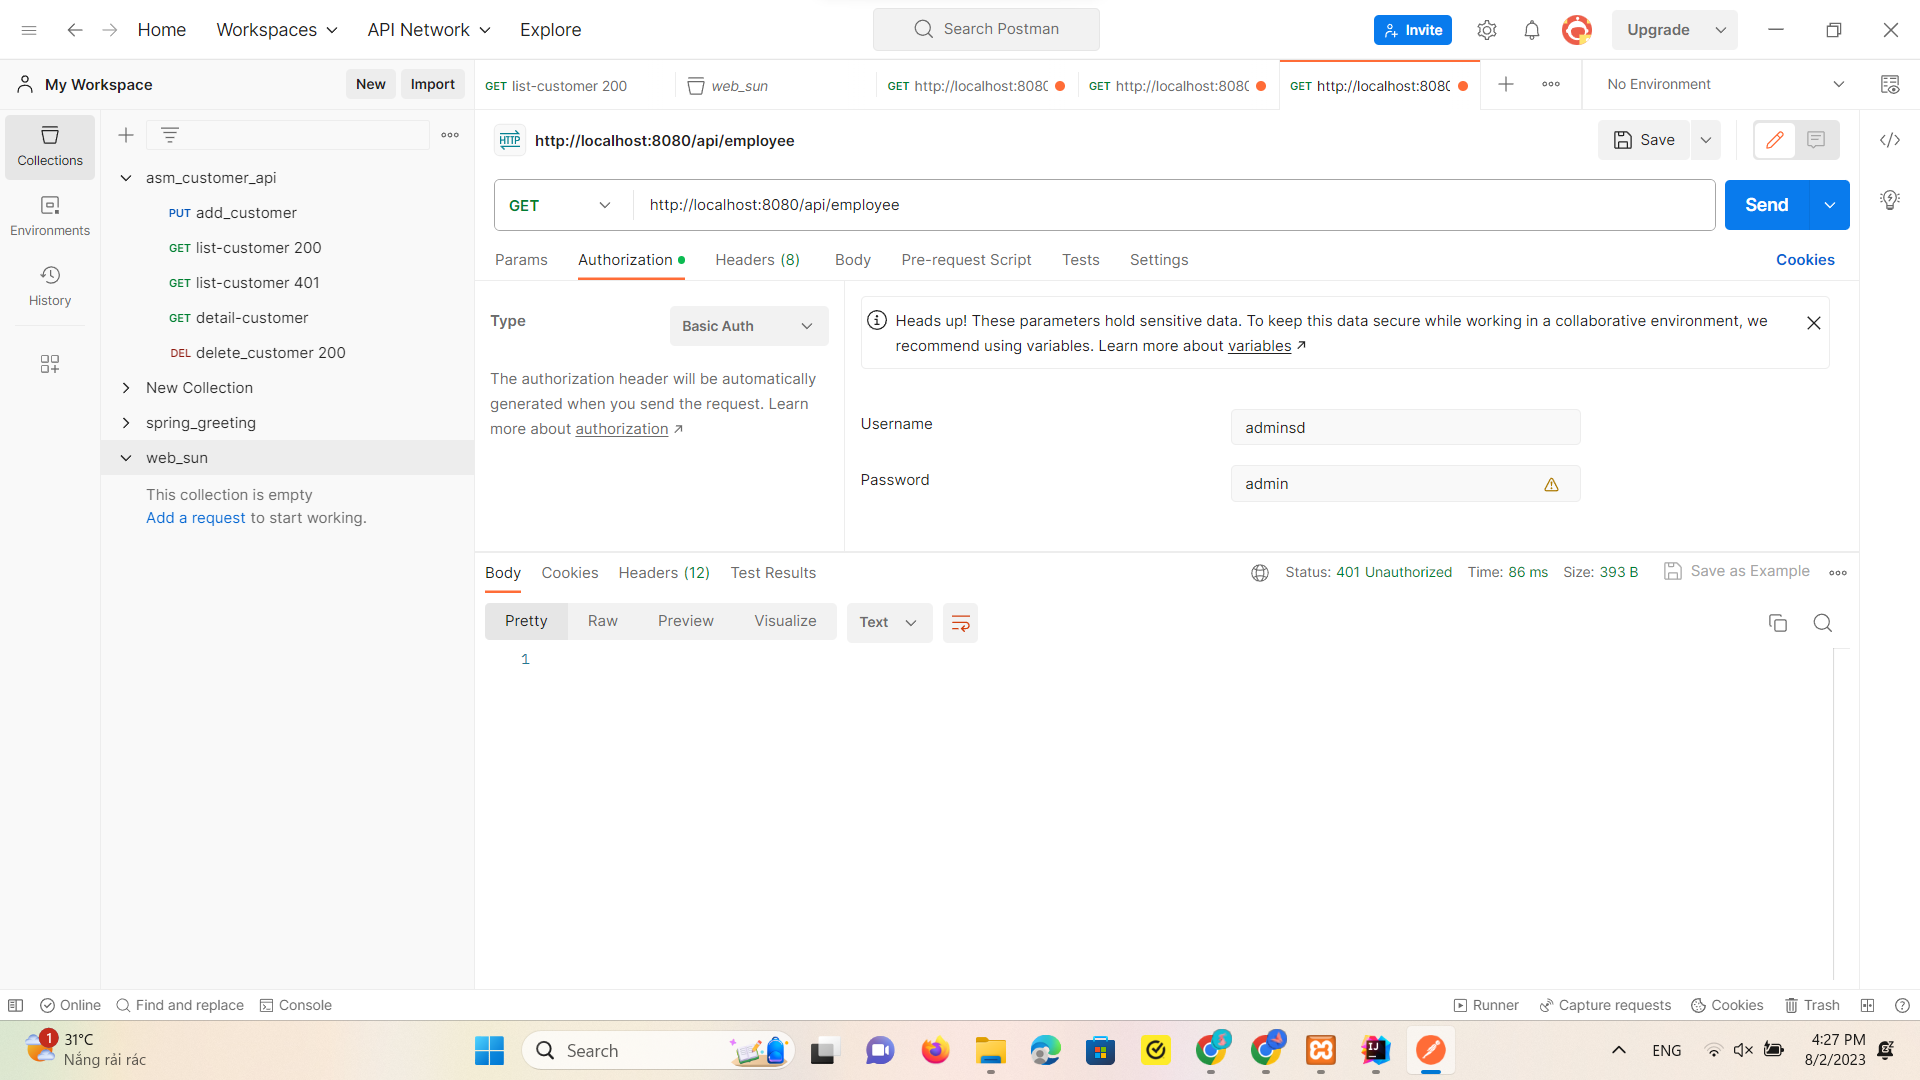 Home
Workspaces
API Network
Explore
Search Postman
Invite
Upgrade
My Workspace
New
Import
GET list-customer 200
web_sun
GET http://localhost:8080
GET http://localhost:8080
GET http://localhost:8080
No Environment
Collections
Environments
History
asm_customer_api
PUT add_customer
GET list-customer 200
GET list-customer 401
GET detail-customer
DEL delete_customer 200
New Collection
spring_greeting
web_sun
This collection is empty
Add a request to start working.
HTTP http://localhost:8080/api/employee
Save
GET
http://localhost:8080/api/employee
Send
Params
Authorization
Headers (8)
Body
Pre-request Script
Tests
Settings
Cookies
Type
Basic Auth
The authorization header will be automatically
generated when you send the request. Learn
more about authorization ↗
Heads up! These parameters hold sensitive data. To keep this data secure while working in a collaborative environment, we
recommend using variables. Learn more about variables ↗
Username
adminsd
Password
admin
Body
Cookies
Headers (12)
Test Results
Status: 401 Unauthorized
Time: 86 ms
Size: 393 B
Save as Example
Pretty
Raw
Preview
Visualize
Text
1
Online
Find and replace
Console
Runner
Capture requests
Cookies
Trash
1
31°C
Nắng rải rác
Search
ENG
4:27 PM
8/2/2023